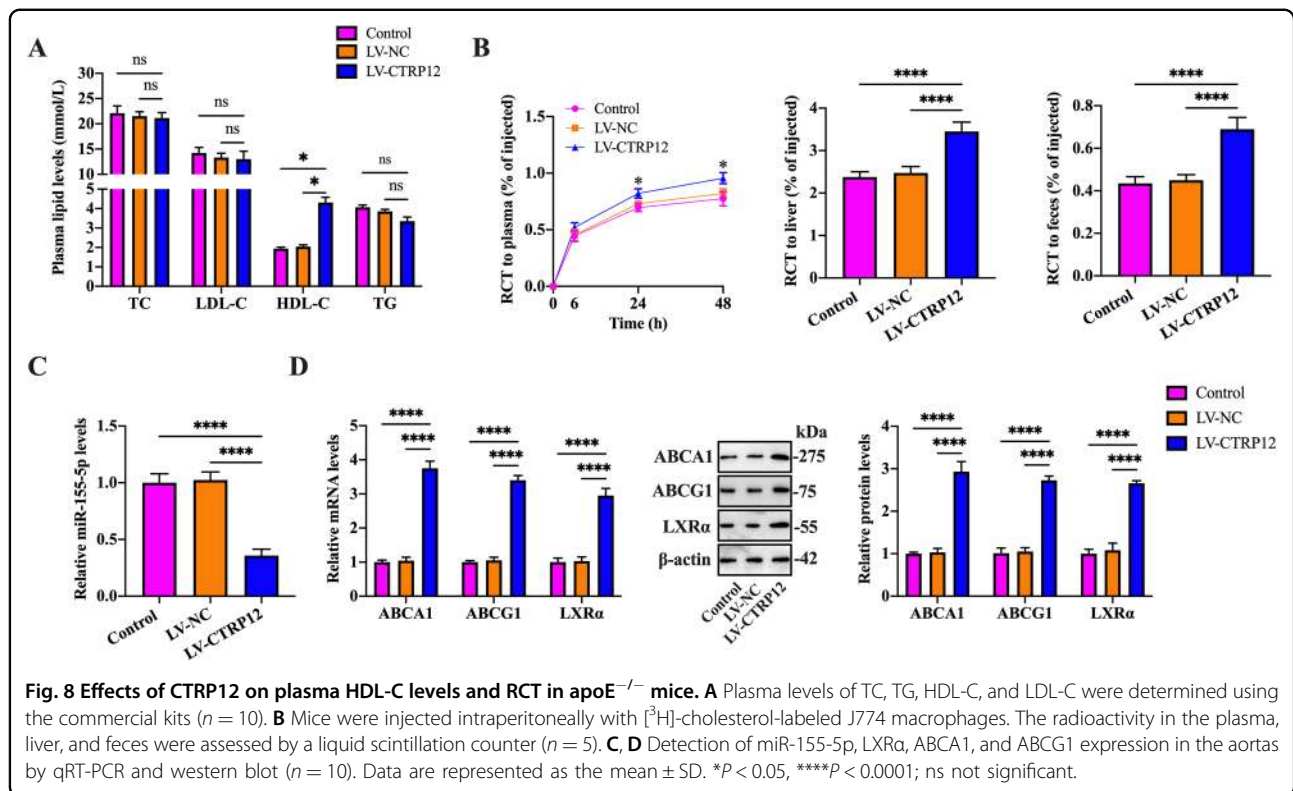 A
Control
LV-NC
LV-CTRP12
Plasma lipid levels (mmol/L)
30
25
20
15
10
5
4
3
2
1
0
ns
ns
ns
ns
*
*
ns
ns
TC
LDL-C
HDL-C
TG
B
RCT to plasma (% of injected)
1.5
1.0
0.5
0.0
Control
LV-NC
LV-CTRP12
*
*
0
6
24
48
Time (h)
RCT to liver (% of injected)
4
3
2
1
0
****
****
Control
LV-NC
LV-CTRP12
RCT to feces (% of injected)
0.8
0.6
0.4
0.2
0.0
****
****
Control
LV-NC
LV-CTRP12
C
Relative miR-155-5p levels
1.5
1.0
0.5
0.0
****
****
Control
LV-NC
LV-CTRP12
D
Relative mRNA levels
5
4
3
2
1
0
****
****
****
****
****
****
ABCA1
ABCG1
LXRα
kDa
ABCA1
-275
ABCG1
-75
LXRα
-55
β-actin
-42
Control
LV-NC
LV-CTRP12
Relative protein levels
4
3
2
1
0
****
****
****
****
****
****
ABCA1
ABCG1
LXRα
Control
LV-NC
LV-CTRP12
Fig. 8 Effects of CTRP12 on plasma HDL-C levels and RCT in apoE−/− mice. A Plasma levels of TC, TG, HDL-C, and LDL-C were determined using
the commercial kits (n = 10). B Mice were injected intraperitoneally with [³H]-cholesterol-labeled J774 macrophages. The radioactivity in the plasma,
liver, and feces were assessed by a liquid scintillation counter (n = 5). C, D Detection of miR-155-5p, LXRα, ABCA1, and ABCG1 expression in the aortas
by qRT-PCR and western blot (n = 10). Data are represented as the mean ± SD. *P < 0.05, ****P < 0.0001; ns not significant.